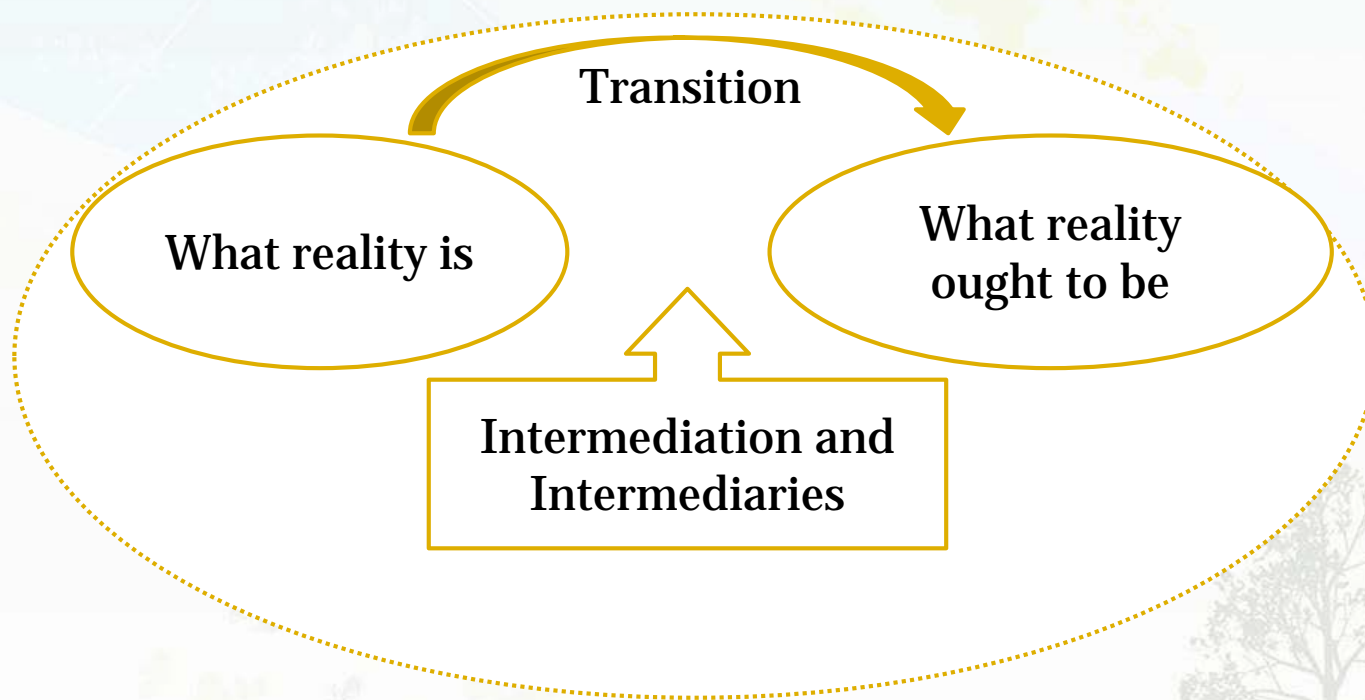 Transition
What reality is
What reality
ought to be
Intermediation and
Intermediaries